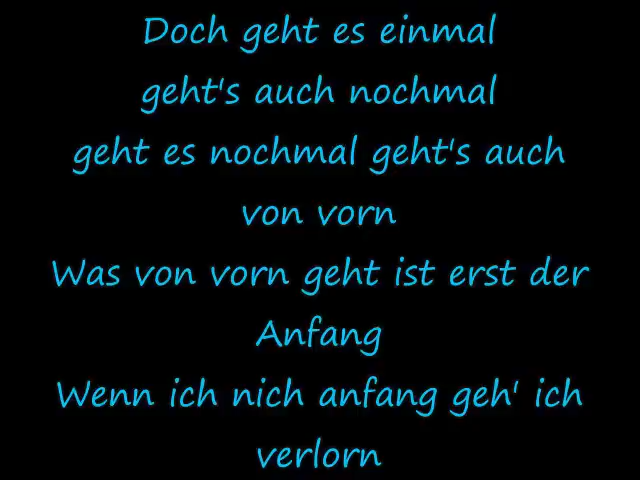 Doch geht es einmal
geht's auch nochmal
geht es nochmal geht's auch
von vorn
Was von vorn geht ist erst der
Anfang
Wenn ich nich anfang geh' ich
verlorn